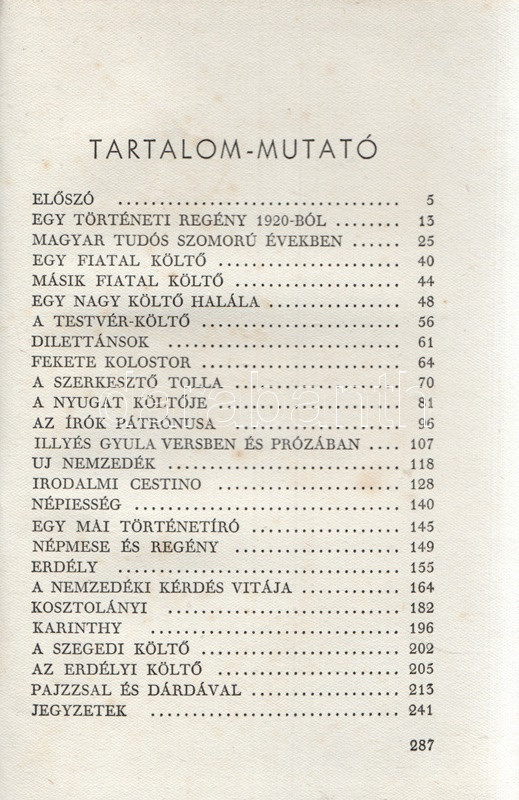 TARTALOM-MUTATÓ
ELŐSZÓ .................................. 5
EGY TÖRTÉNETI REGÉNY 1920-BÓL ........ 13
MAGYAR TUDÓS SZOMORÚ ÉVEKBEN ...... 25
EGY FIATAL KÖLTŐ ........................ 40
MÁSIK FIATAL KÖLTŐ ...................... 44
EGY NAGY KÖLTŐ HALÁLA ................ 48
A TESTVÉR-KÖLTŐ ........................ 56
DILETTÁNSOK ............................ 61
FEKETE KOLOSTOR ........................ 64
A SZERKESZTŐ TOLLA .................... 70
A NYUGAT KÖLTŐJE ........................ 81
AZ ÍRÓK PÁTRÓNUSA .................... 96
ILLYÉS GYULA VERSBEN ÉS PRÓZÁBAN .... 107
UJ NEMZEDÉK ............................ 118
IRODALMI CESTINO ...................... 128
NÉPIESSÉG ................................ 140
EGY MAI TÖRTÉNETÍRÓ .................. 145
NÉPMESE ÉS REGÉNY .................... 149
ERDÉLY .................................. 155
A NEMZEDÉKI KÉRDÉS VITÁJA ............ 164
KOSZTOLÁNYI ............................ 182
KARINTHY .............................. 196
A SZEGEDI KÖLTŐ ........................ 202
AZ ERDÉLYI KÖLTŐ ...................... 205
PAJZZSAL ÉS DÁRDÁVAL .................. 213
JEGYZETEK .............................. 241
287